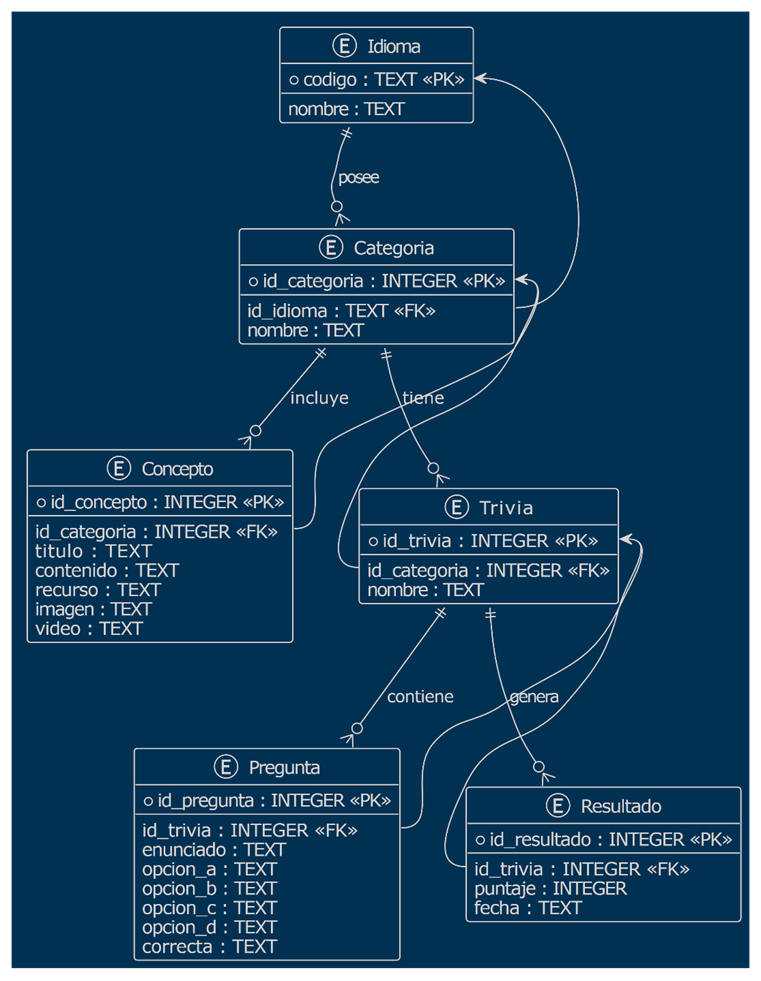 E Idioma
codigo : TEXT «PK»
nombre : TEXT
posee
E Categoria
id_categoria : INTEGER «PK»
id_idioma : TEXT «FK»
nombre : TEXT
incluye
tiene
E Concepto
id_concepto : INTEGER «PK»
id_categoria : INTEGER «FK»
titulo : TEXT
contenido : TEXT
recurso : TEXT
imagen : TEXT
video : TEXT
E Trivia
id_trivia : INTEGER «PK»
id_categoria : INTEGER «FK»
nombre : TEXT
contiene
genera
E Pregunta
id_pregunta : INTEGER «PK»
id_trivia : INTEGER «FK»
enunciado : TEXT
opcion_a : TEXT
opcion_b : TEXT
opcion_c : TEXT
opcion_d : TEXT
correcta : TEXT
E Resultado
id_resultado : INTEGER «PK»
id_trivia : INTEGER «FK»
puntaje : INTEGER
fecha : TEXT